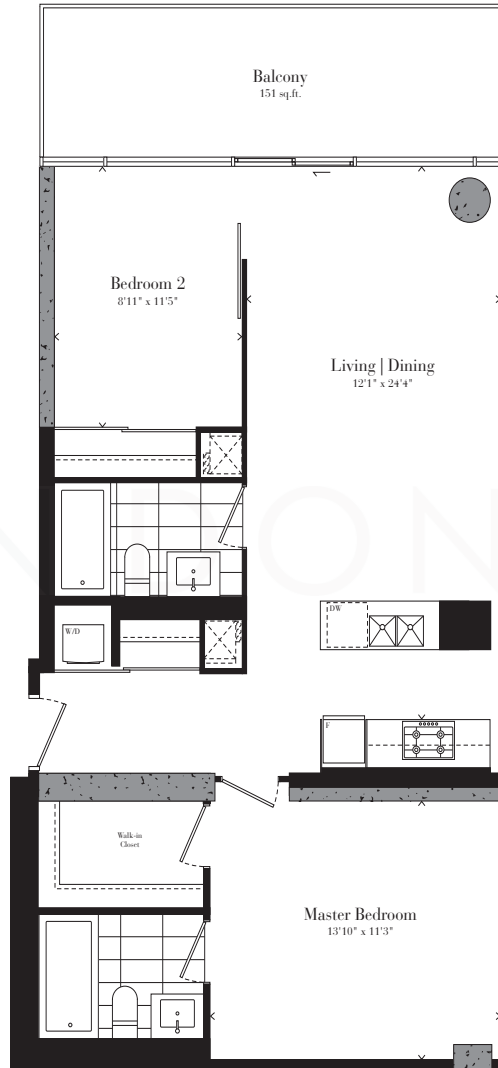 Balcony
151 sq.ft.
Bedroom 2
8'11" x 11'5"
Living | Dining
12'1" x 24'4"
W/D
DW
F
Walk-in
Closet
Master Bedroom
13'10" x 11'3"